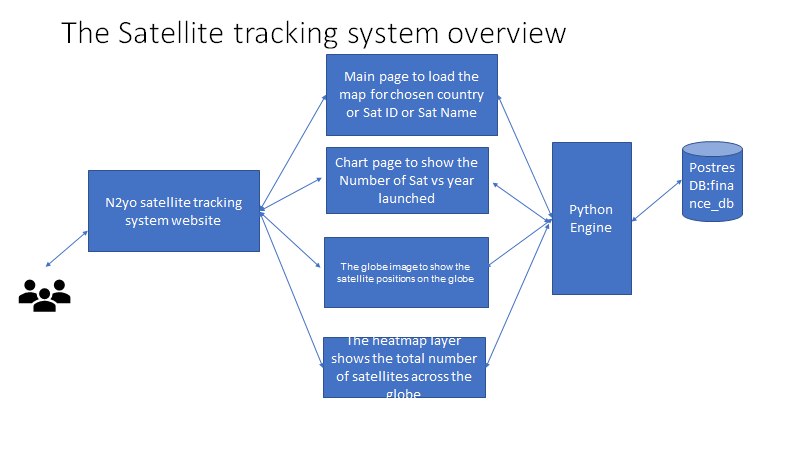 The Satellite tracking system overview
Main page to load the
map for chosen country
or Sat ID or Sat Name
Chart page to show the
Number of Sat vs year
launched
N2yo satellite tracking
system website
The globe image to show the
satellite positions on the globe
The heatmap layer
shows the total number
of satellites across the
globe
Python
Engine
Postres
DB:fina
nce_db